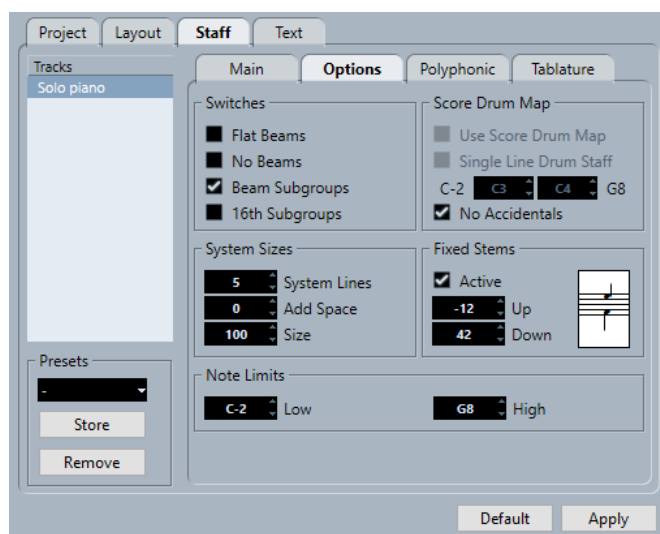 Project Layout Staff Text
Tracks
Solo piano
Main Options Polyphonic Tablature
Switches
Flat Beams
No Beams
Beam Subgroups
16th Subgroups
Score Drum Map
Use Score Drum Map
Single Line Drum Staff
C-2 C3 C4 G8
No Accidentals
System Sizes
5 System Lines
0 Add Space
100 Size
Fixed Stems
Active
-12 Up
42 Down
Note Limits
C-2 Low G8 High
Presets
-
Store
Remove
Default Apply